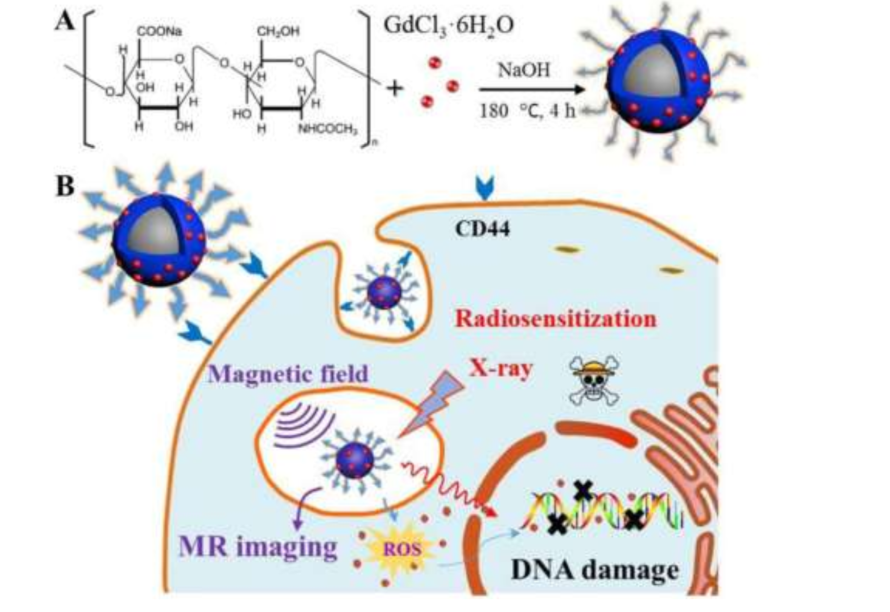 A
COONa
CH₂OH
GdCl₃·6H₂O
H
O
O
O
H
H
H
H
OH
H
H
H
NaOH
O
+
HO
H
180 °C, 4 h
H
OH
H
NHCOCH₃
n
B
CD44
Radiosensitization
X-ray
Magnetic field
MR imaging
ROS
DNA damage